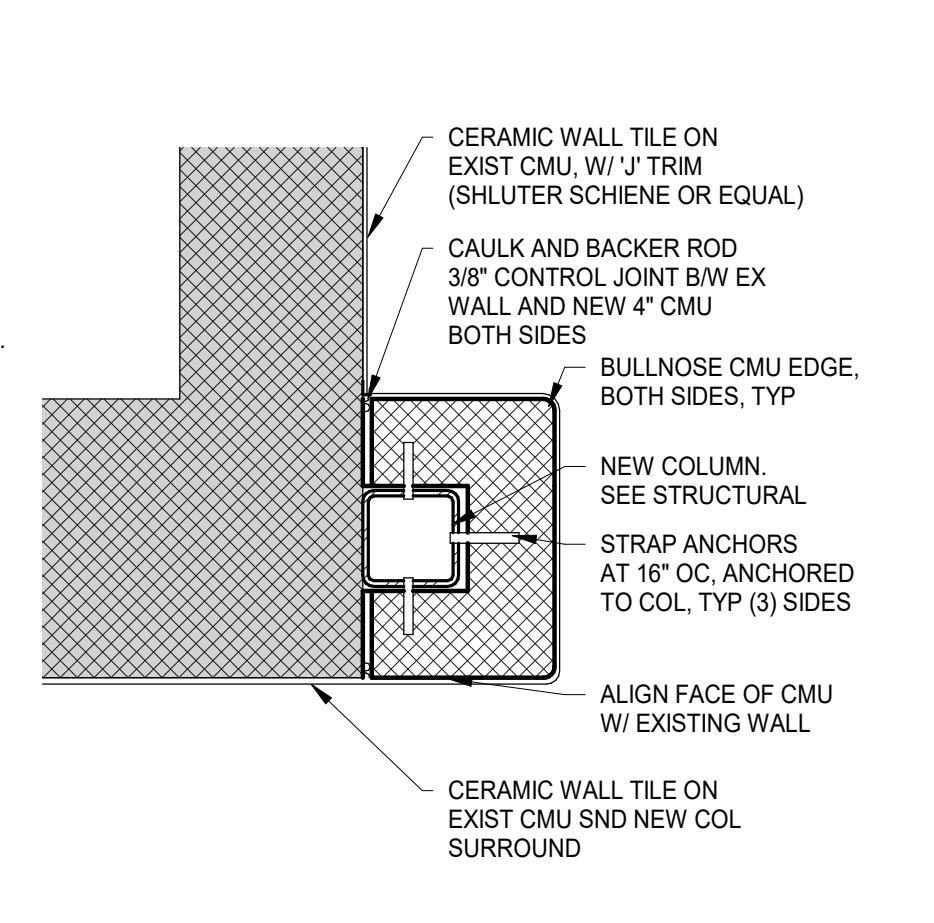 CERAMIC WALL TILE ON
EXIST CMU, W/ 'J' TRIM
(SHLUTER SCHIENE OR EQUAL)
CAULK AND BACKER ROD
3/8" CONTROL JOINT B/W EX
WALL AND NEW 4" CMU
BOTH SIDES
BULLNOSE CMU EDGE,
BOTH SIDES, TYP
NEW COLUMN.
SEE STRUCTURAL
STRAP ANCHORS
AT 16" OC, ANCHORED
TO COL, TYP (3) SIDES
ALIGN FACE OF CMU
W/ EXISTING WALL
CERAMIC WALL TILE ON
EXIST CMU SND NEW COL
SURROUND